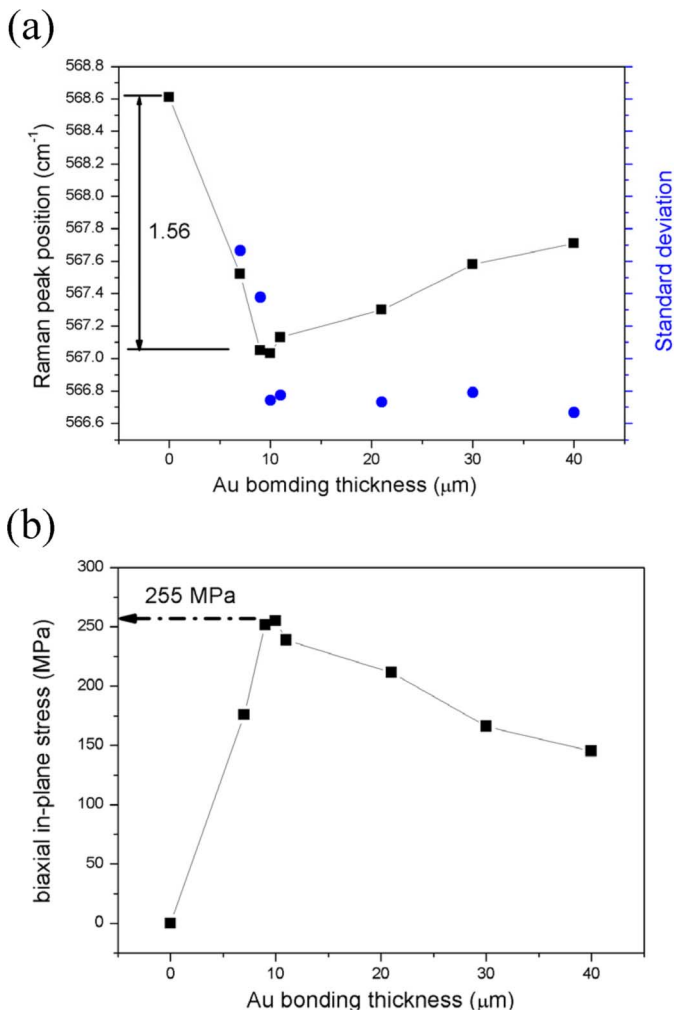 (a)
568.8
568.6
568.4
568.2
568.0
567.8
567.6
567.4
567.2
567.0
566.8
566.6
Raman peak position (cm⁻¹)
1.56
Standard deviation
0 10 20 30 40
Au bomding thickness (μm)
(b)
300
250
200
150
100
50
0
biaxial in-plane stress (MPa)
255 MPa
0 10 20 30 40
Au bonding thickness (μm)